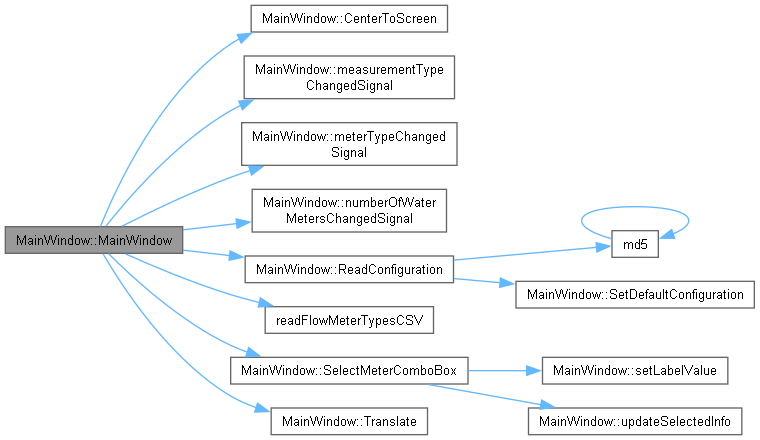 MainWindow::CenterToScreen
MainWindow::measurementType
ChangedSignal
MainWindow::meterTypeChanged
Signal
MainWindow::numberOfWater
MetersChangedSignal
MainWindow::MainWindow
md5
MainWindow::ReadConfiguration
MainWindow::SetDefaultConfiguration
readFlowMeterTypesCSV
MainWindow::SelectMeterComboBox
MainWindow::setLabelValue
MainWindow::Translate
MainWindow::updateSelectedInfo